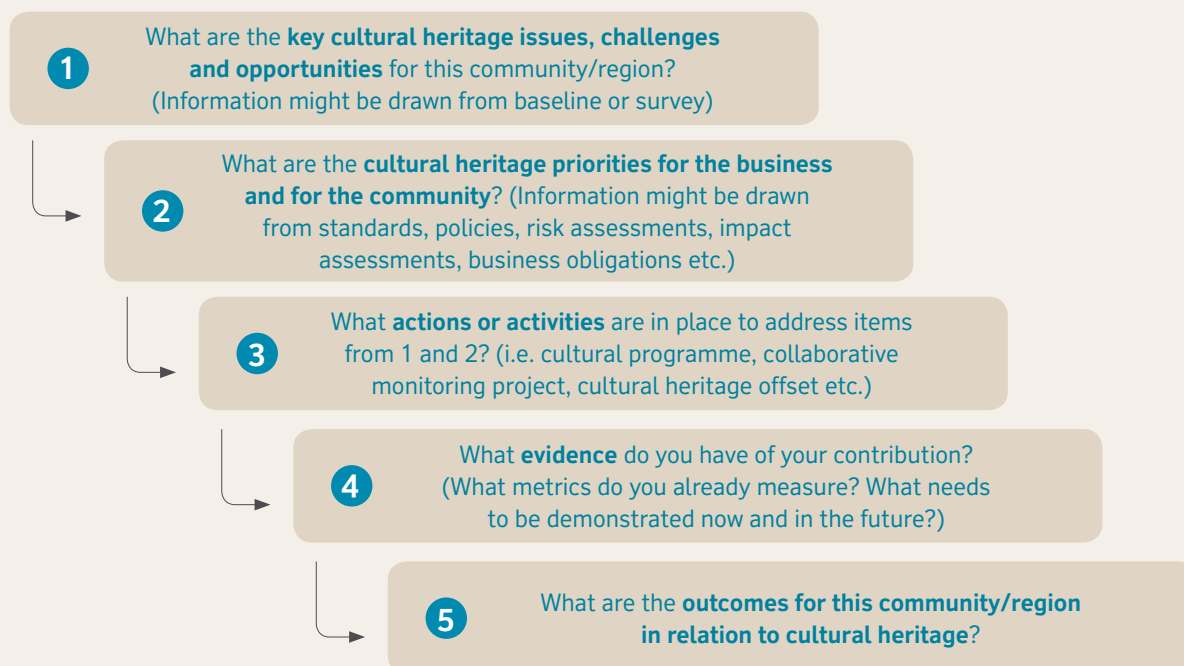 1
What are the key cultural heritage issues, challenges
and opportunities for this community/region?
(Information might be drawn from baseline or survey)
2
What are the cultural heritage priorities for the business
and for the community? (Information might be drawn
from standards, policies, risk assessments, impact
assessments, business obligations etc.)
3
What actions or activities are in place to address items
from 1 and 2? (i.e. cultural programme, collaborative
monitoring project, cultural heritage offset etc.)
4
What evidence do you have of your contribution?
(What metrics do you already measure? What needs
to be demonstrated now and in the future?)
5
What are the outcomes for this community/region
in relation to cultural heritage?